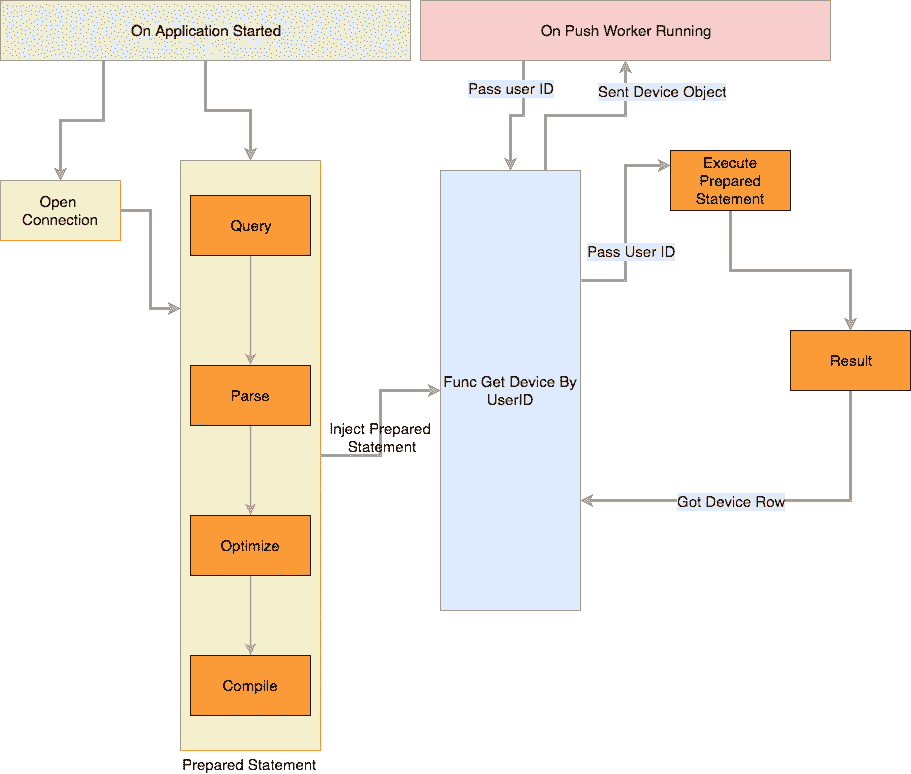 On Application Started
On Push Worker Running
Pass user ID
Sent Device Object
Execute
Prepared
Statement
Open
Connection
Query
Pass User ID
Result
Func Get Device By
UserID
Parse
Inject Prepared
Statement
Got Device Row
Optimize
Compile
Prepared Statement